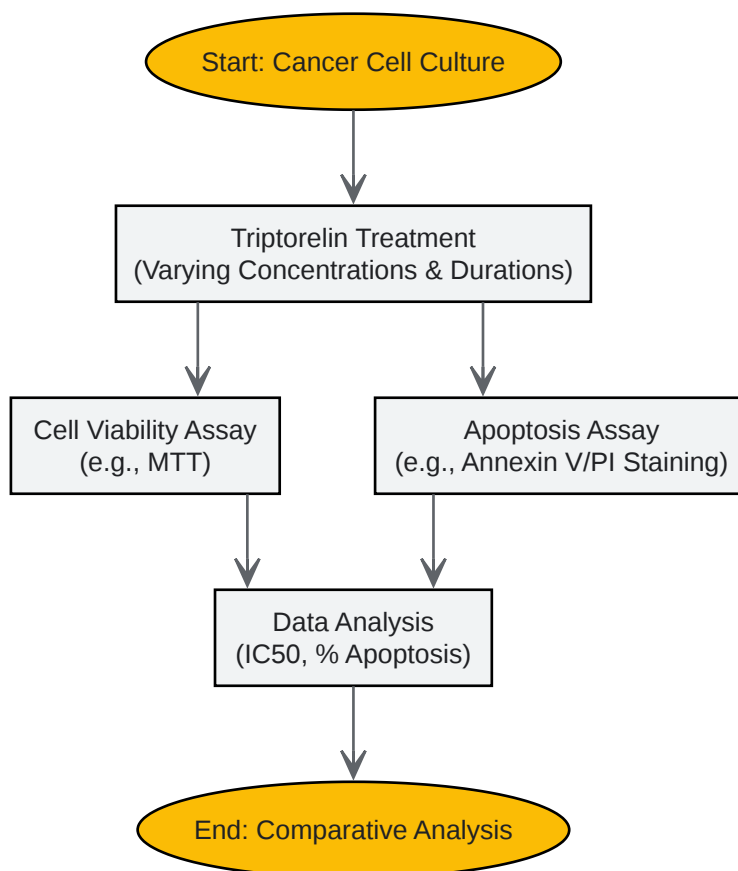 Start: Cancer Cell Culture
Triptorelin Treatment
(Varying Concentrations & Durations)
Cell Viability Assay
(e.g., MTT)
Apoptosis Assay
(e.g., Annexin V/PI Staining)
Data Analysis
(IC50, % Apoptosis)
End: Comparative Analysis